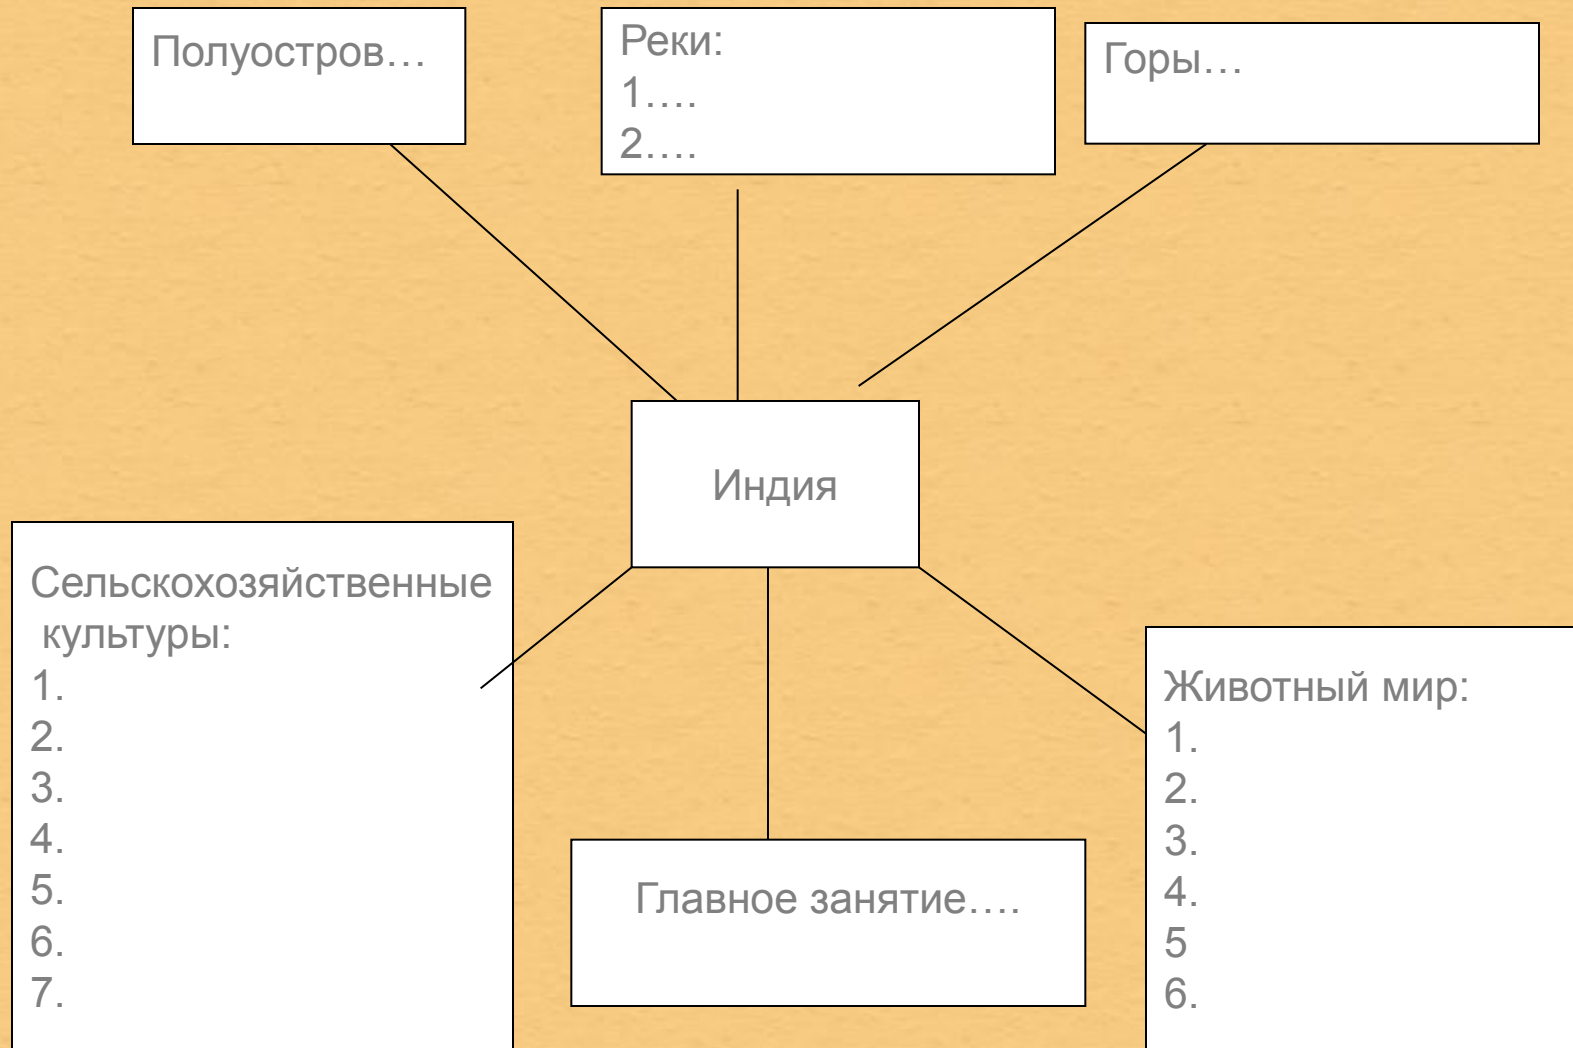 Полуостров…
Реки:
1….
2….
Горы…
Индия
Сельскохозяйственные
культуры:
1.
2.
3.
4.
5.
6.
7.
Главное занятие….
Животный мир:
1.
2.
3.
4.
5
6.